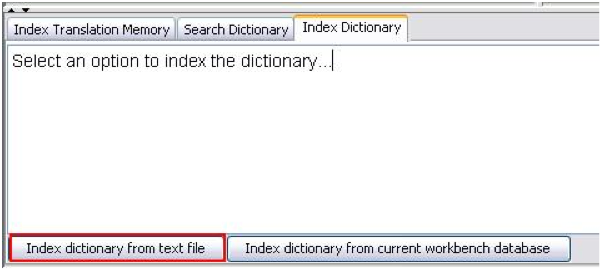 Index Translation Memory Search Dictionary Index Dictionary
Select an option to index the dictionary...
Index dictionary from text file Index dictionary from current workbench database